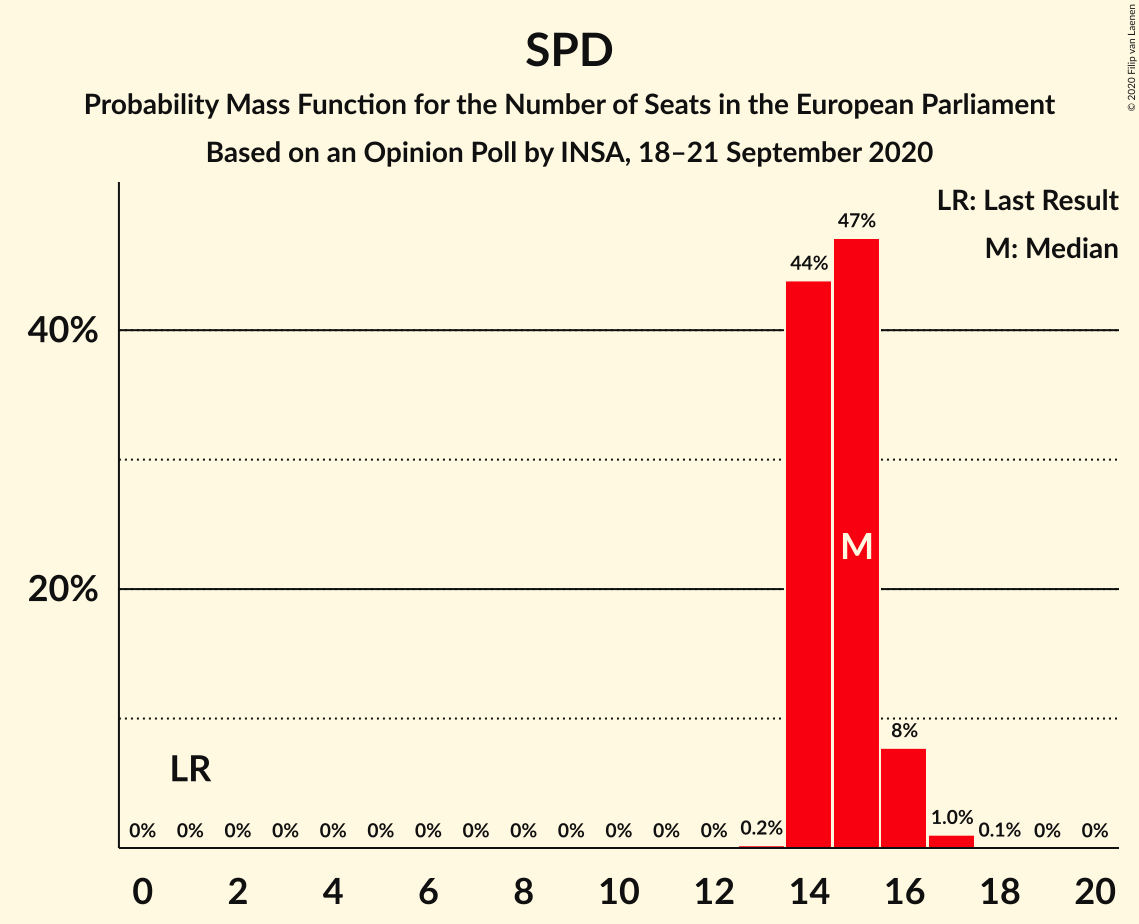 SPD
Probability Mass Function for the Number of Seats in the European Parliament
Based on an Opinion Poll by INSA, 18–21 September 2020
© 2020 Filip van Laenen
LR: Last Result
M: Median
47%
44%
40%
M
20%
8%
LR
0% 0% 0% 0% 0% 0% 0% 0% 0% 0% 0% 0% 0% 0.2% 1.0% 0.1% 0% 0%
0 2 4 6 8 10 12 14 16 18 20